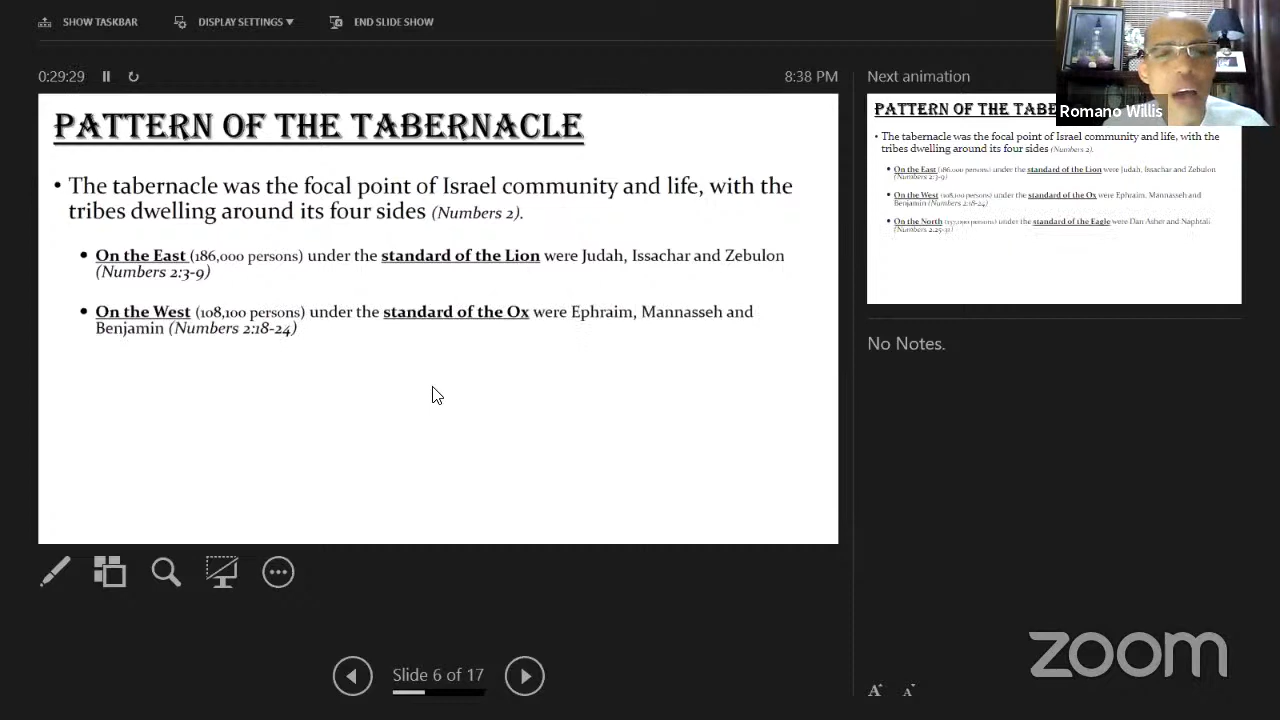 SHOW TASKBAR
DISPLAY SETTINGS
END SLIDE SHOW
0:29:29
8:38 PM
Next animation
Romano Willis
PATTERN OF THE TABERNACLE
• The tabernacle was the focal point of Israel community and life, with the
tribes dwelling around its four sides (Numbers 2).
• On the East (186,000 persons) under the standard of the Lion were Judah, Issachar and Zebulon
(Numbers 2:3-9)
• On the West (108,100 persons) under the standard of the Ox were Ephraim, Mannasseh and
Benjamin (Numbers 2:18-24)
PATTERN OF THE TABE
• The tabernacle was the focal point of Israel community and life, with the
tribes dwelling around its four sides (Numbers 2).
• On the East (186,000 persons) under the standard of the Lion were Judah, Issachar and Zebulon
(Numbers 2:3-9)
• On the West (108,100 persons) under the standard of the Ox were Ephraim, Mannasseh and
Benjamin (Numbers 2:18-24)
• On the North persons) under the standard of the Eagle were Dan Asher and Naphtali
(Numbers 2:25-31)
No Notes.
Slide 6 of 17
A A
zoom